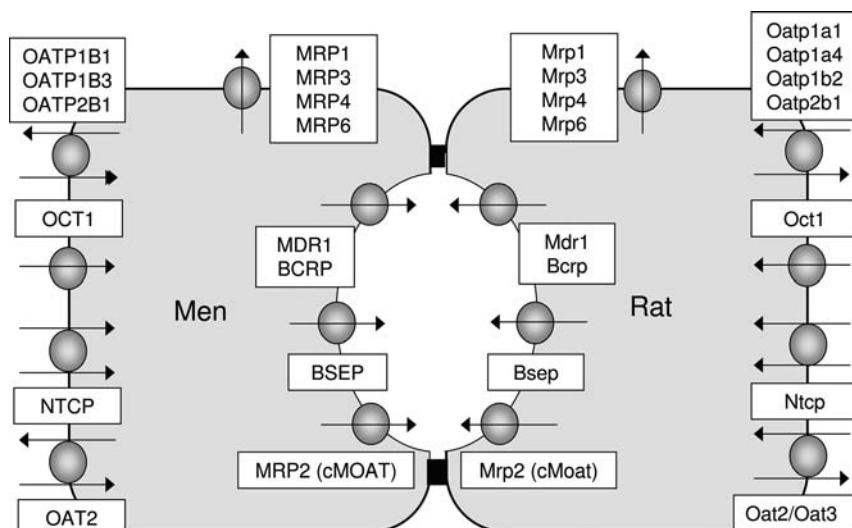 OATP1B1
OATP1B3
OATP2B1
MRP1
MRP3
MRP4
MRP6
Mrp1
Mrp3
Mrp4
Mrp6
Oatp1a1
Oatp1a4
Oatp1b2
Oatp2b1
OCT1
MDR1
BCRP
Mdr1
Bcrp
Oct1
Men
Rat
BSEP
Bsep
NTCP
Ntcp
MRP2 (cMOAT)
Mrp2 (cMoat)
OAT2
Oat2/Oat3